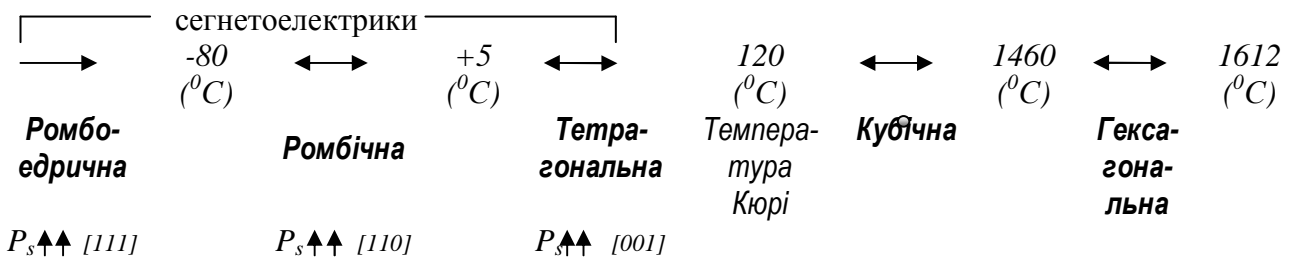 сегнетоелектрики
-80 +5 120 1460 1612
(⁰C) (⁰C) (⁰C) (⁰C) (⁰C)
Ромбо-
едрична
Ромбічна
Тетра-
гональна
Темпера-
тура
Кюрі
Кубічна
Гекса-
гона-
льна
Pₛ [111] Pₛ [110] Pₛ [001]